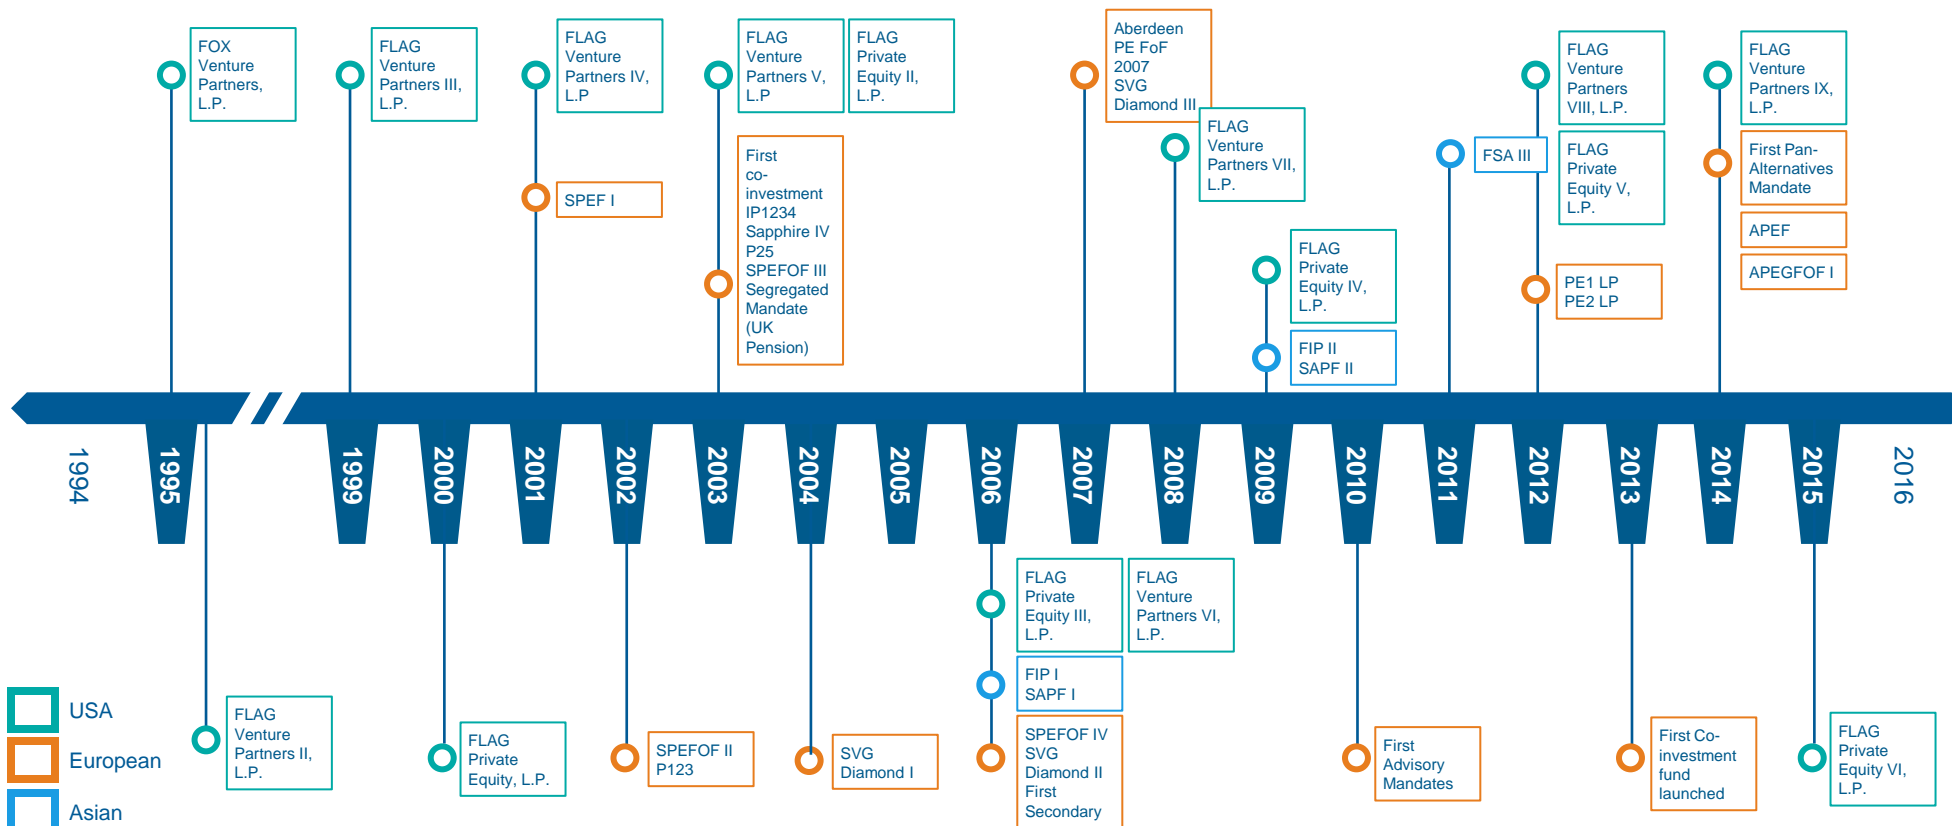 FOX
Venture
Partners,
L.P.
FLAG
Venture
Partners III,
L.P.
FLAG
Venture
Partners IV,
L.P
SPEF I
FLAG
Venture
Partners V,
L.P
FLAG
Private
Equity II,
L.P.
First
co-
investment
IP1234
Sapphire IV
P25
SPEFOF III
Segregated
Mandate
(UK
Pension)
Aberdeen
PE FoF
2007
SVG
Diamond III
FLAG
Venture
Partners VII,
L.P.
FLAG
Private
Equity IV,
L.P.
FIP II
SAPF II
FSA III
FLAG
Venture
Partners
VIII, L.P.
FLAG
Private
Equity V,
L.P.
PE1 LP
PE2 LP
FLAG
Venture
Partners IX,
L.P.
First Pan-
Alternatives
Mandate
APEF
APEGFOF I
1994
1995
1999
2000
2001
2002
2003
2004
2005
2006
2007
2008
2009
2010
2011
2012
2013
2014
2015
2016
FLAG
Venture
Partners II,
L.P.
FLAG
Private
Equity, L.P.
SPEFOF II
P123
SVG
Diamond I
FLAG
Private
Equity III,
L.P.
FLAG
Venture
Partners VI,
L.P.
FIP I
SAPF I
SPEFOF IV
SVG
Diamond II
First
Secondary
First
Advisory
Mandates
First Co-
investment
fund
launched
FLAG
Private
Equity VI,
L.P.
USA
European
Asian